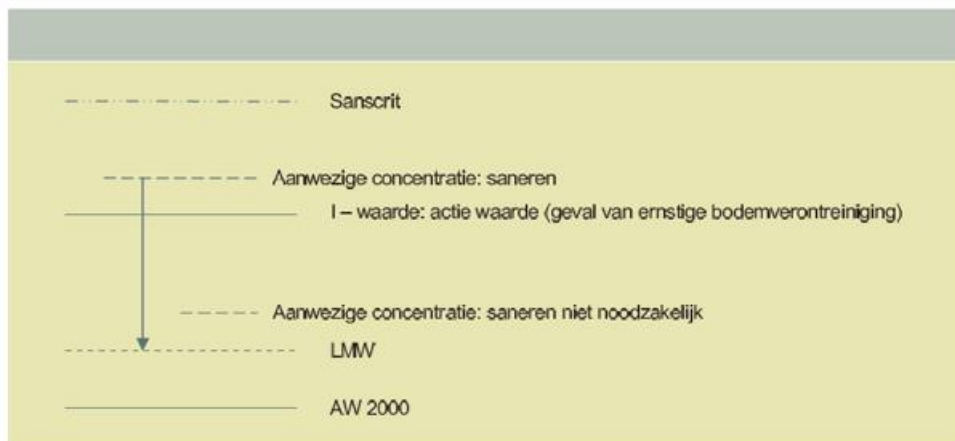 Sanscrit
Aanwezige concentratie: saneren
I – waarde: actie waarde (geval van ernstige bodemverontreiniging)
Aanwezige concentratie: saneren niet noodzakelijk
LMW
AW 2000